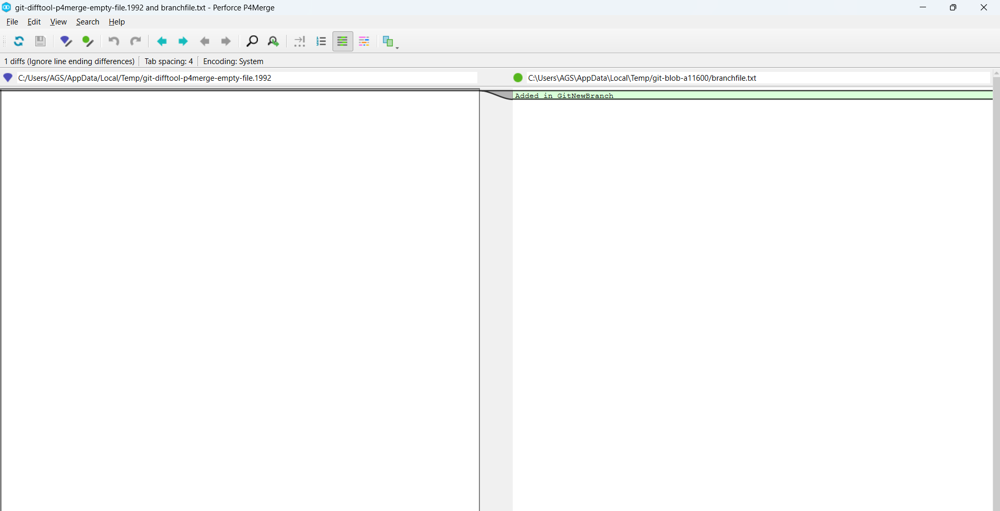 git-difftool-p4merge-empty-file.1992 and branchfile.txt - Perforce P4Merge
File Edit View Search Help
1 diffs (Ignore line ending differences) Tab spacing: 4 Encoding: System
C:/Users/AGS/AppData/Local/Temp/git-difftool-p4merge-empty-file.1992 C:\Users\AGS\AppData\Local\Temp/git-blob-a11600/branchfile.txt
Added in GitNewBranch